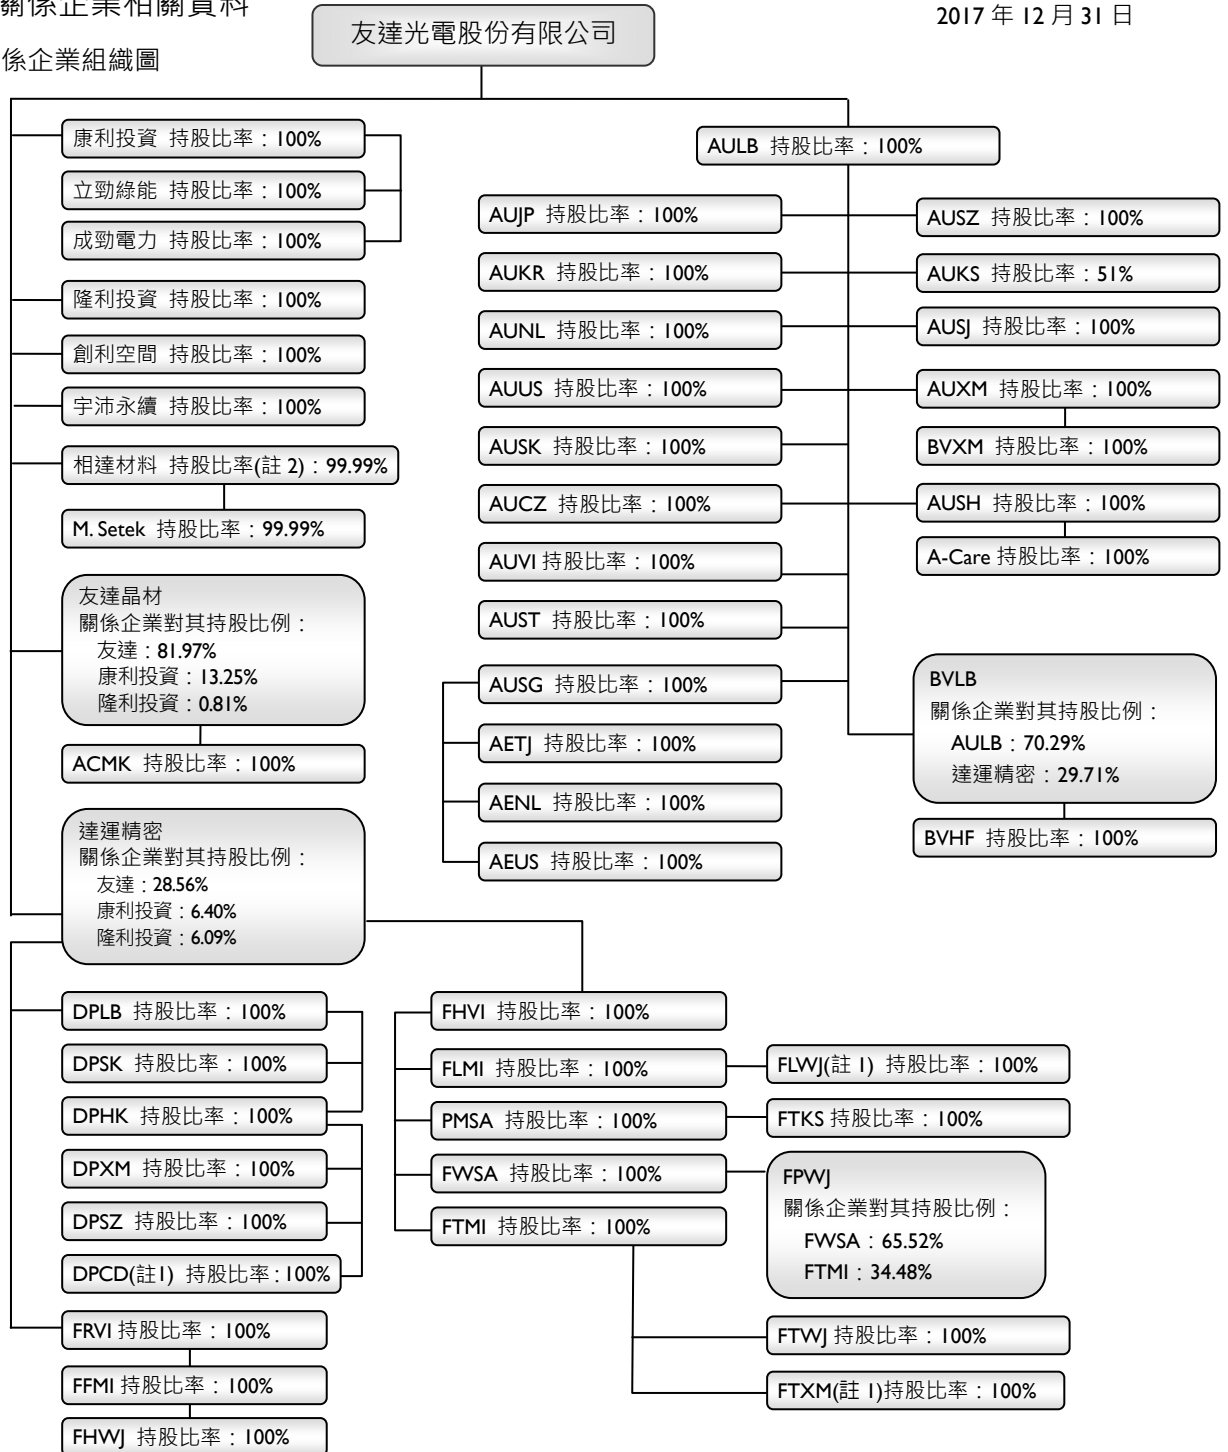 關係企業相關資料
2017 年 12 月 31 日
係企業組織圖
友達光電股份有限公司
康利投資 持股比率：100%
立勁綠能 持股比率：100%
成勁電力 持股比率：100%
隆利投資 持股比率：100%
創利空間 持股比率：100%
宇沛永續 持股比率：100%
相達材料 持股比率(註 2)：99.99%
M. Setek 持股比率：99.99%
友達晶材
關係企業對其持股比例：
友達：81.97%
康利投資：13.25%
隆利投資：0.81%
ACMK 持股比率：100%
達運精密
關係企業對其持股比例：
友達：28.56%
康利投資：6.40%
隆利投資：6.09%
AULB 持股比率：100%
AUJP 持股比率：100%
AUKR 持股比率：100%
AUNL 持股比率：100%
AUUS 持股比率：100%
AUSK 持股比率：100%
AUCZ 持股比率：100%
AUVI 持股比率：100%
AUST 持股比率：100%
AUSG 持股比率：100%
AETJ 持股比率：100%
AENL 持股比率：100%
AEUS 持股比率：100%
AUSZ 持股比率：100%
AUKS 持股比率：51%
AUSJ 持股比率：100%
AUXM 持股比率：100%
BVXM 持股比率：100%
AUSH 持股比率：100%
A-Care 持股比率：100%
BVLB
關係企業對其持股比例：
AULB：70.29%
達運精密：29.71%
BVHF 持股比率：100%
DPLB 持股比率：100%
DPSK 持股比率：100%
DPHK 持股比率：100%
DPXM 持股比率：100%
DPSZ 持股比率：100%
DPCD(註1) 持股比率：100%
FRVI 持股比率：100%
FFMI 持股比率：100%
FHWJ 持股比率：100%
FHVI 持股比率：100%
FLMI 持股比率：100%
PMSA 持股比率：100%
FWSA 持股比率：100%
FTMI 持股比率：100%
FLWJ(註 1) 持股比率：100%
FTKS 持股比率：100%
FPWJ
關係企業對其持股比例：
FWSA：65.52%
FTMI：34.48%
FTWJ 持股比率：100%
FTXM(註 1)持股比率：100%